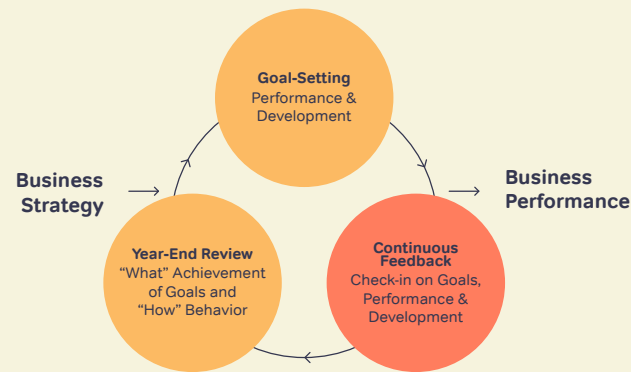 Goal-Setting
Performance &
Development
Business
Strategy
Business
Performance
Year-End Review
“What” Achievement
of Goals and
“How” Behavior
Continuous
Feedback
Check-in on Goals,
Performance &
Development